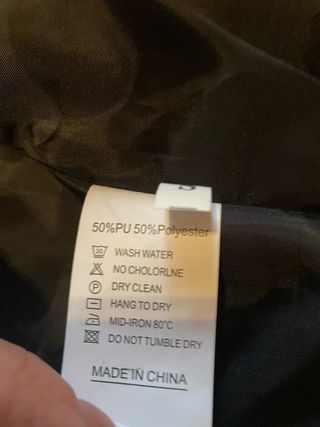 50%PU 50%Polyester
30
WASH WATER
NO CHOLORLNE
P
DRY CLEAN
HANG TO DRY
MID-IRON 80°C
DO NOT TUMBLE DRY
MADE IN CHINA